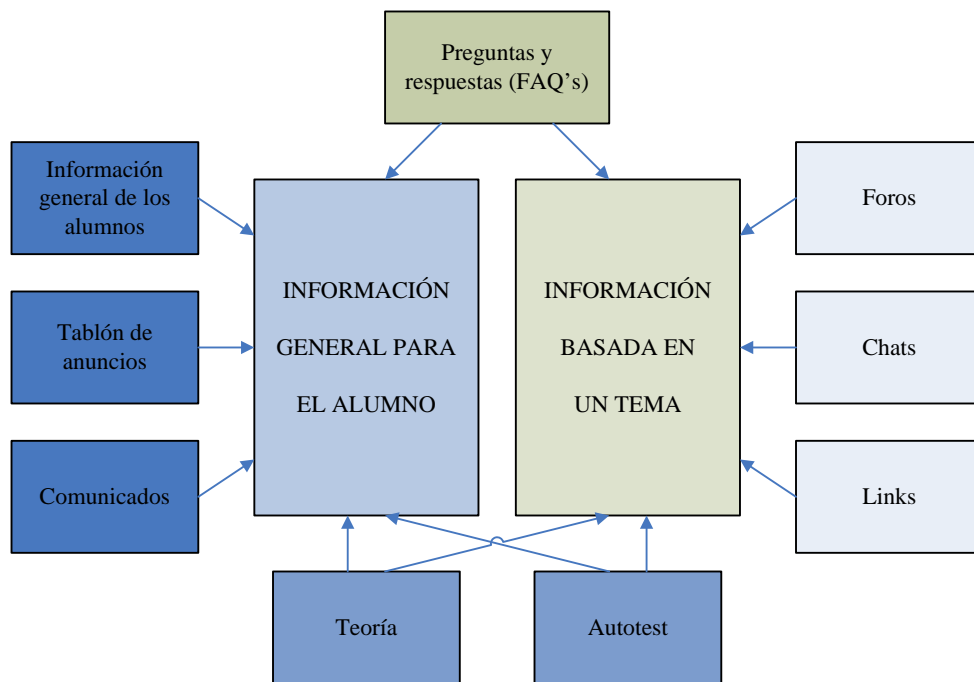 Preguntas y
respuestas (FAQ’s)
Información
general de los
alumnos
Tablón de
anuncios
Comunicados
INFORMACIÓN
GENERAL PARA
EL ALUMNO
INFORMACIÓN
BASADA EN
UN TEMA
Foros
Chats
Links
Teoría
Autotest